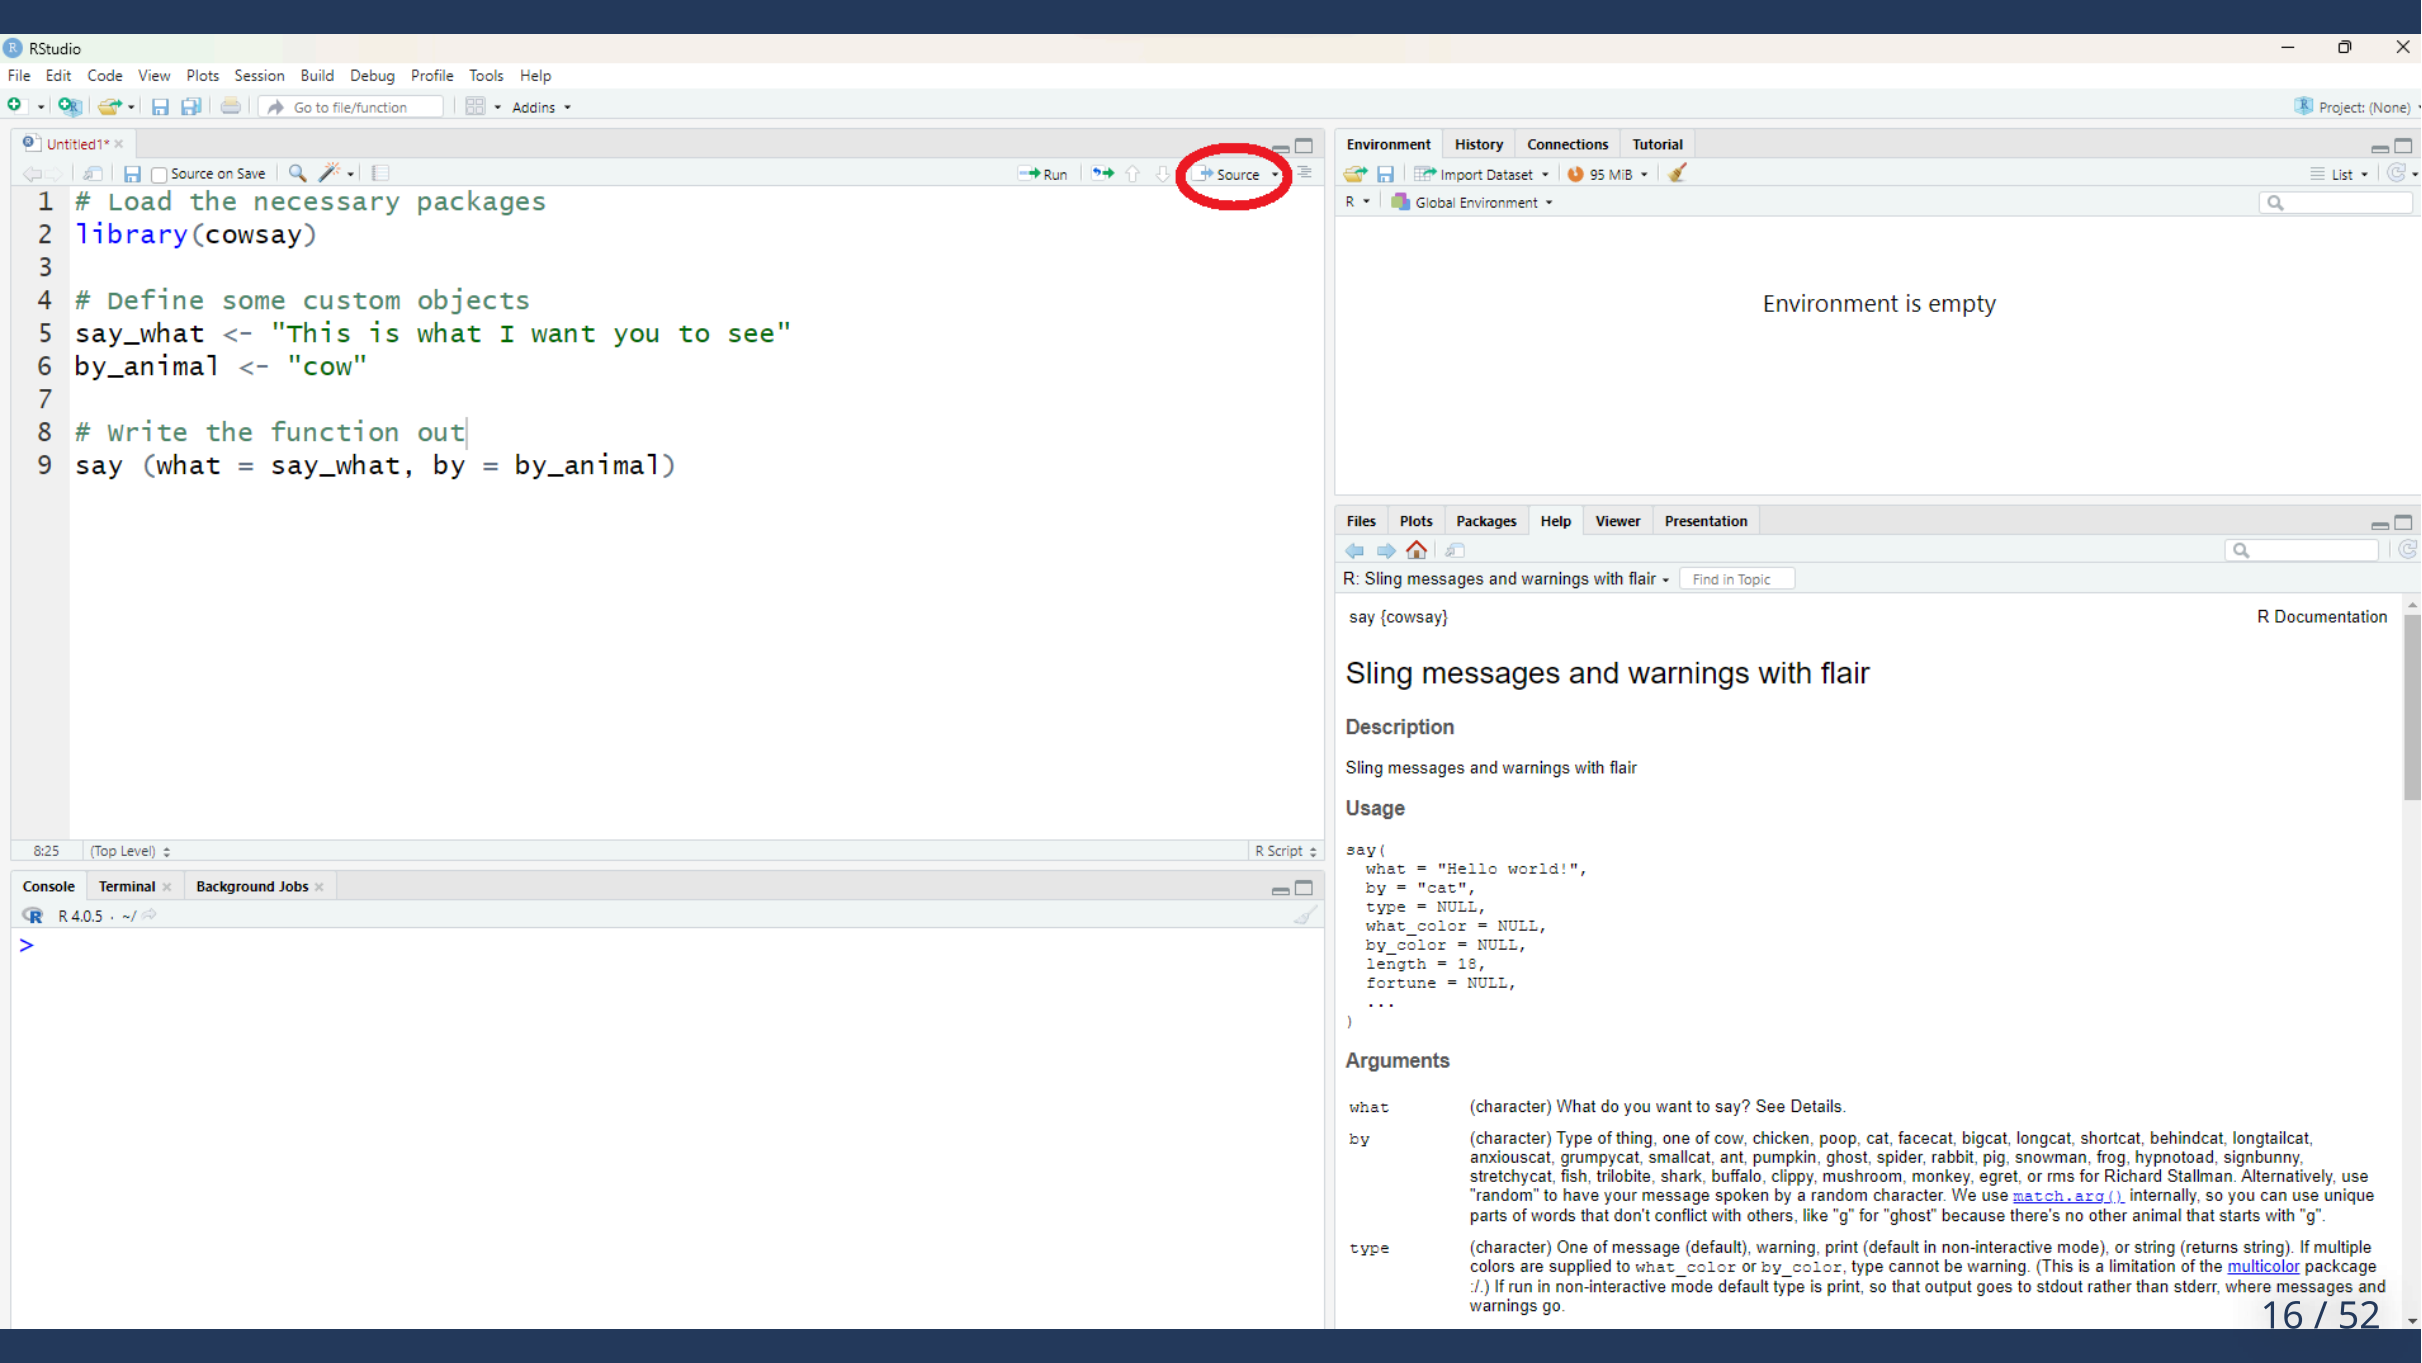 RStudio
File Edit Code View Plots Session Build Debug Profile Tools Help
Go to file/function Addins Project: (None)
Untitled1*
Source on Save Run Source
1 # Load the necessary packages
2 library(cowsay)
3
4 # Define some custom objects
5 say_what <- "This is what I want you to see"
6 by_animal <- "cow"
7
8 # Write the function out
9 say (what = say_what, by = by_animal)
8:25 (Top Level) R Script
Console Terminal Background Jobs
R 4.0.5 · ~/
>
Environment History Connections Tutorial
Import Dataset 95 MiB List
R Global Environment
Environment is empty
Files Plots Packages Help Viewer Presentation
R: Sling messages and warnings with flair Find in Topic
say {cowsay} R Documentation
Sling messages and warnings with flair
Description
Sling messages and warnings with flair
Usage
say(
what = "Hello world!",
by = "cat",
type = NULL,
what_color = NULL,
by_color = NULL,
length = 18,
fortune = NULL,
...
)
Arguments
what (character) What do you want to say? See Details.
by (character) Type of thing, one of cow, chicken, poop, cat, facecat, bigcat, longcat, shortcat, behindcat, longtailcat,
anxiouscat, grumpycat, smallcat, ant, pumpkin, ghost, spider, rabbit, pig, snowman, frog, hypnotoad, signbunny,
stretchycat, fish, trilobite, shark, buffalo, clippy, mushroom, monkey, egret, or rms for Richard Stallman. Alternatively, use
"random" to have your message spoken by a random character. We use match.arg() internally, so you can use unique
parts of words that don't conflict with others, like "g" for "ghost" because there's no other animal that starts with "g".
type (character) One of message (default), warning, print (default in non-interactive mode), or string (returns string). If multiple
colors are supplied to what_color or by_color, type cannot be warning. (This is a limitation of the multicolor packcage
:/.) If run in non-interactive mode default type is print, so that output goes to stdout rather than stderr, where messages and
warnings go.
16 / 52